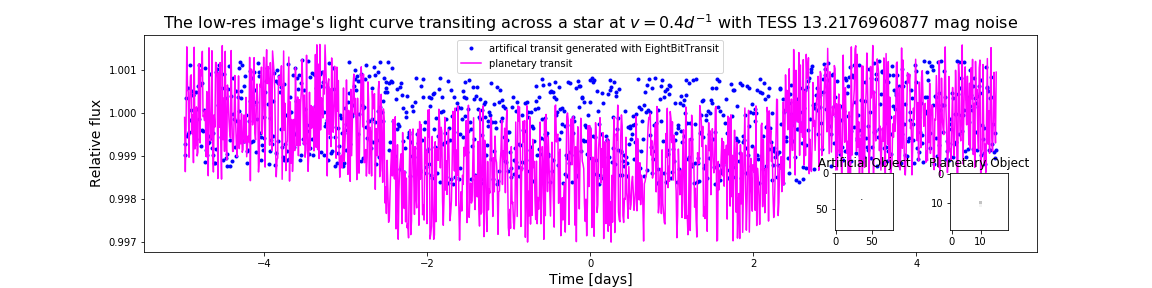 The low-res image's light curve transiting across a star at v = 0.4d⁻¹ with TESS 13.2176960877 mag noise
artifical transit generated with EightBitTransit
planetary transit
Relative flux
1.001
1.000
0.999
0.998
0.997
Artificial Object
Planetary Object
0
50
0 50
0
10
0 10
−4 −2 0 2 4
Time [days]